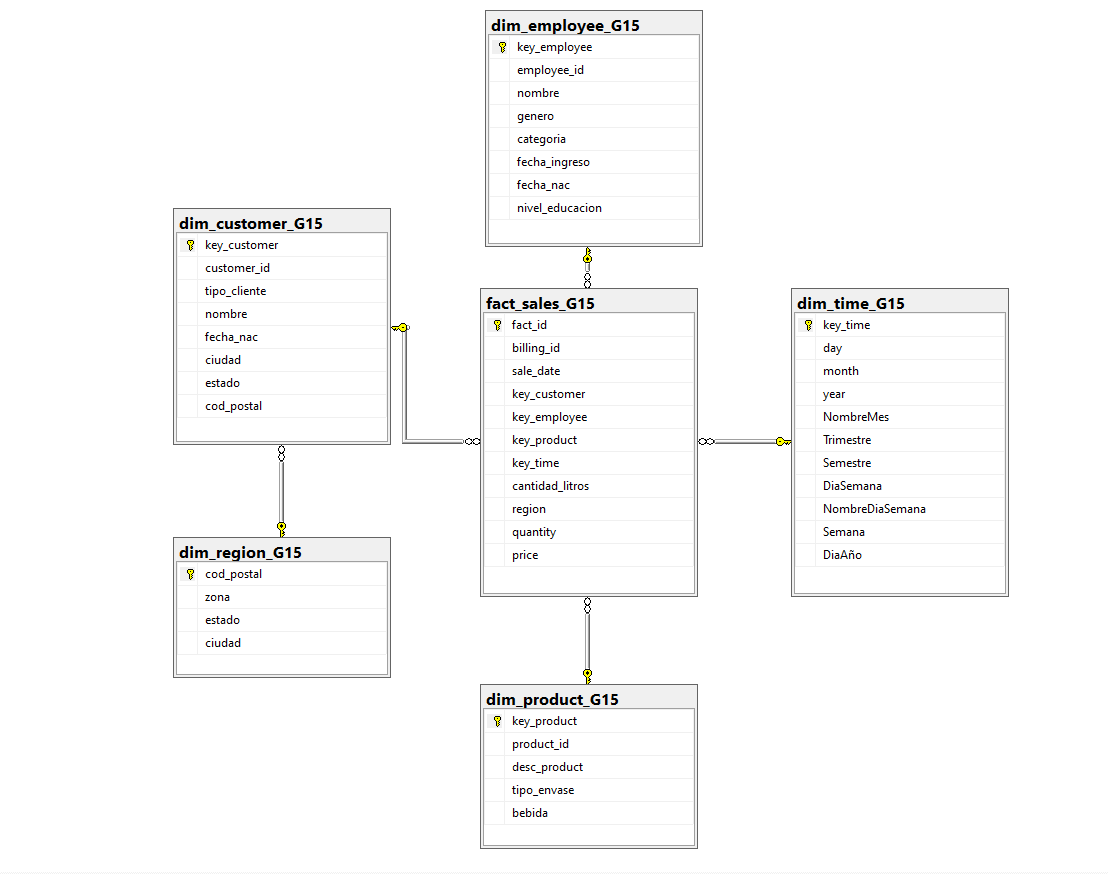 dim_employee_G15
key_employee
employee_id
nombre
genero
categoria
fecha_ingreso
fecha_nac
nivel_educacion
dim_customer_G15
key_customer
customer_id
tipo_cliente
nombre
fecha_nac
ciudad
estado
cod_postal
fact_sales_G15
fact_id
billing_id
sale_date
key_customer
key_employee
key_product
key_time
cantidad_litros
region
quantity
price
dim_time_G15
key_time
day
month
year
NombreMes
Trimestre
Semestre
DiaSemana
NombreDiaSemana
Semana
DiaAño
dim_region_G15
cod_postal
zona
estado
ciudad
dim_product_G15
key_product
product_id
desc_product
tipo_envase
bebida